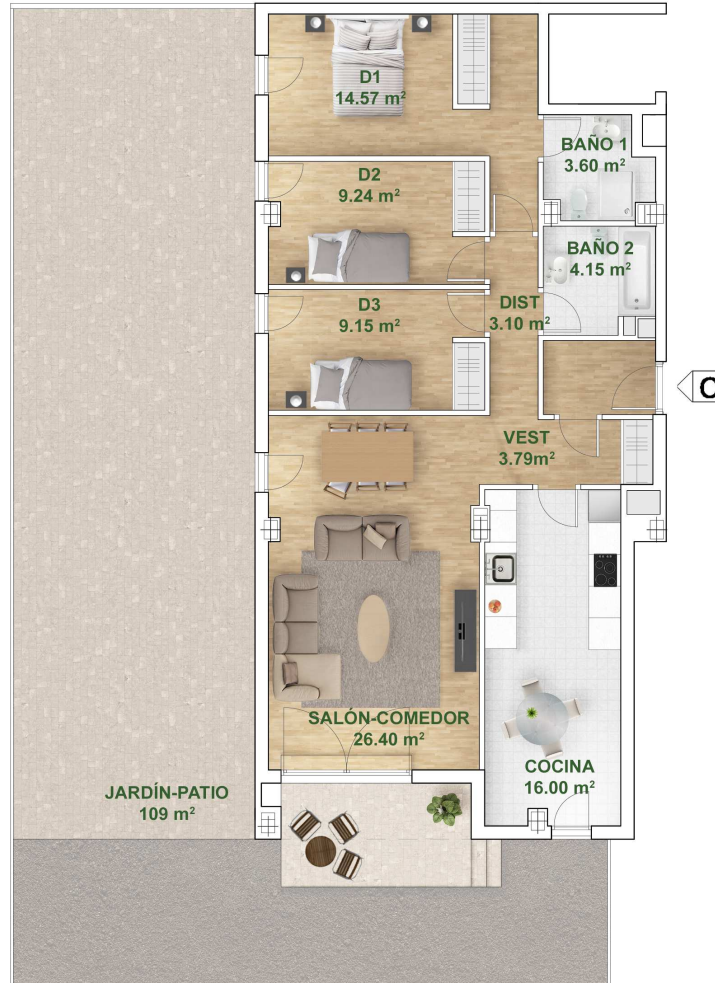 D1
14.57 m²
BAÑO 1
3.60 m²
D2
9.24 m²
BAÑO 2
4.15 m²
D3
9.15 m²
DIST
3.10 m²
C
VEST
3.79m²
SALÓN-COMEDOR
26.40 m²
COCINA
16.00 m²
JARDÍN-PATIO
109 m²